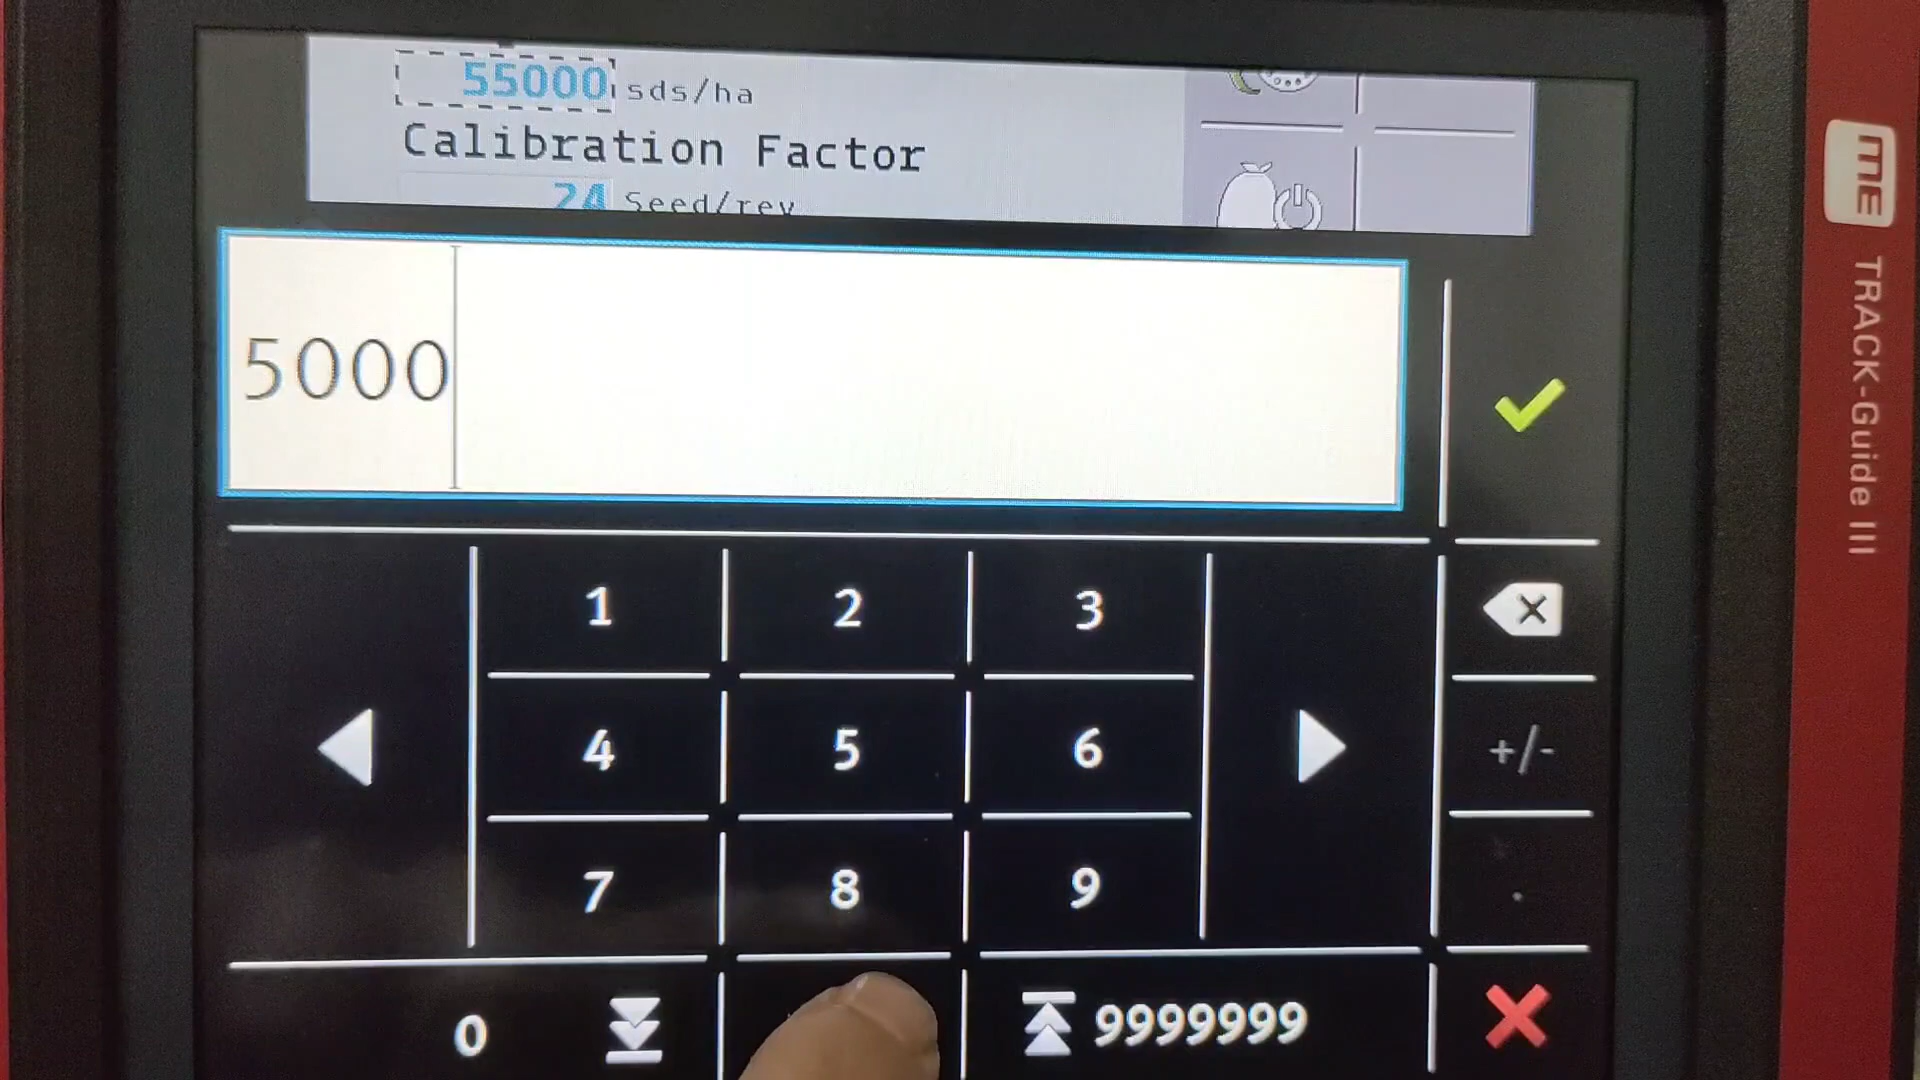 55000 sds/ha
Calibration Factor
24 Seed/rev
5000
1 2 3
4 5 6 +/-
7 8 9 .
0 9999999
ME TRACK-Guide III